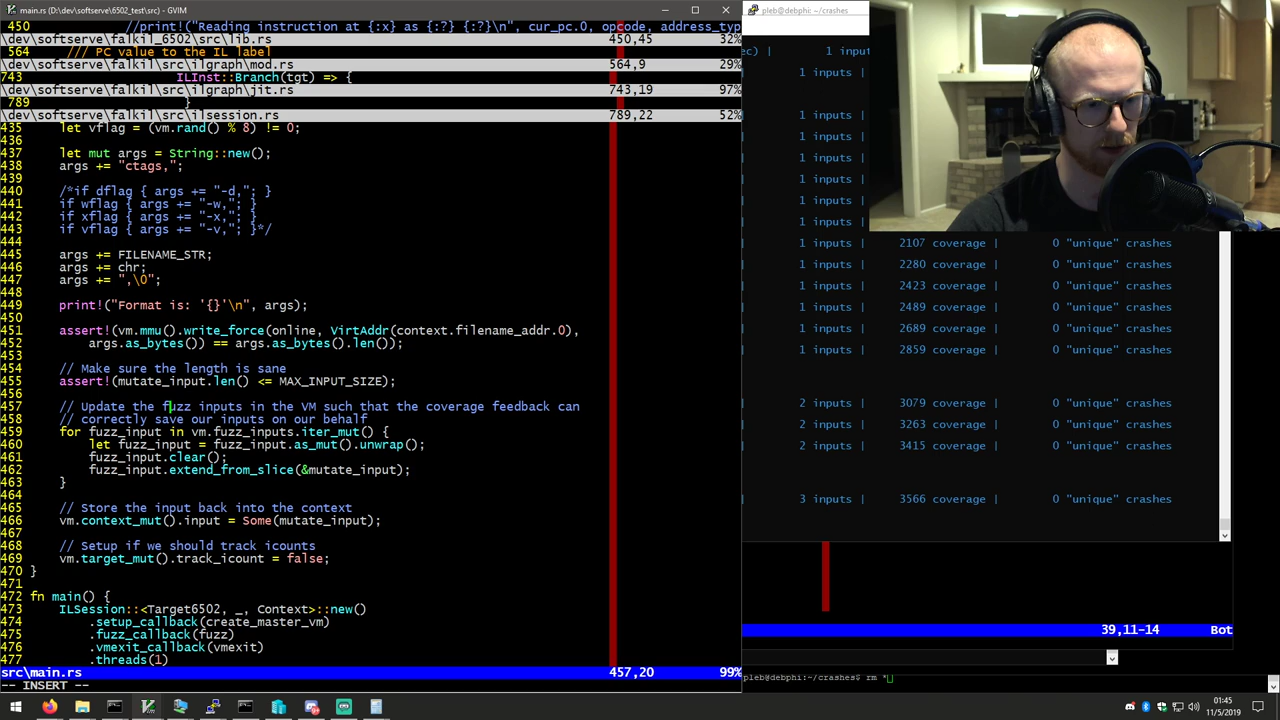 main.rs (D:\dev\softserve\6502_test\src) - GVIM
450             //print!("Reading instruction at {:x} as {:?} {:?}\n", cur_pc.0, opcode, address_typ
\dev\softserve\falkil_6502\src\lib.rs 450,45 32%
564     /// PC value to the IL label
\dev\softserve\falkil\src\ilgraph\mod.rs 564,9 29%
743                    ILInst::Branch(tgt) => {
\dev\softserve\falkil\src\ilgraph\jit.rs 743,19 97%
789                     }
\dev\softserve\falkil\src\ilsession.rs 789,22 52%
435     let vflag = (vm.rand() % 8) != 0;
436
437     let mut args = String::new();
438     args += "ctags,";
439
440     /*if dflag { args += "-d,"; }
441     if wflag { args += "-w,"; }
442     if xflag { args += "-x,"; }
443     if vflag { args += "-v,"; }*/
444
445     args += FILENAME_STR;
446     args += chr;
447     args += ",\0";
448
449     print!("Format is: '{}'\n", args);
450
451     assert!(vm.mmu().write_force(online, VirtAddr(context.filename_addr.0),
452         args.as_bytes()) == args.as_bytes().len());
453
454     // Make sure the length is sane
455     assert!(mutate_input.len() <= MAX_INPUT_SIZE);
456
457     // Update the fuzz inputs in the VM such that the coverage feedback can
458     // correctly save our inputs on our behalf
459     for fuzz_input in vm.fuzz_inputs.iter_mut() {
460         let fuzz_input = fuzz_input.as_mut().unwrap();
461         fuzz_input.clear();
462         fuzz_input.extend_from_slice(&mutate_input);
463     }
464
465     // Store the input back into the context
466     vm.context_mut().input = Some(mutate_input);
467
468     // Setup if we should track icounts
469     vm.target_mut().track_icount = false;
470 }
471
472 fn main() {
473     ILSession::<Target6502, _, Context>::new()
474         .setup_callback(create_master_vm)
475         .fuzz_callback(fuzz)
476         .vmexit_callback(vmexit)
477         .threads(1)
src\main.rs 457,20 99%
-- INSERT --
pleb@debphi: ~/crashes
ec) | 1 input
1 inputs
1 inputs |
1 inputs |
1 inputs |
1 inputs |
1 inputs |
1 inputs |
1 inputs | 2107 coverage | 0 "unique" crashes
1 inputs | 2280 coverage | 0 "unique" crashes
1 inputs | 2423 coverage | 0 "unique" crashes
1 inputs | 2489 coverage | 0 "unique" crashes
1 inputs | 2689 coverage | 0 "unique" crashes
1 inputs | 2859 coverage | 0 "unique" crashes
2 inputs | 3079 coverage | 0 "unique" crashes
2 inputs | 3263 coverage | 0 "unique" crashes
2 inputs | 3415 coverage | 0 "unique" crashes
3 inputs | 3566 coverage | 0 "unique" crashes
39,11-14 Bot
pleb@debphi:~/crashes$ rm *
01:45
11/5/2019